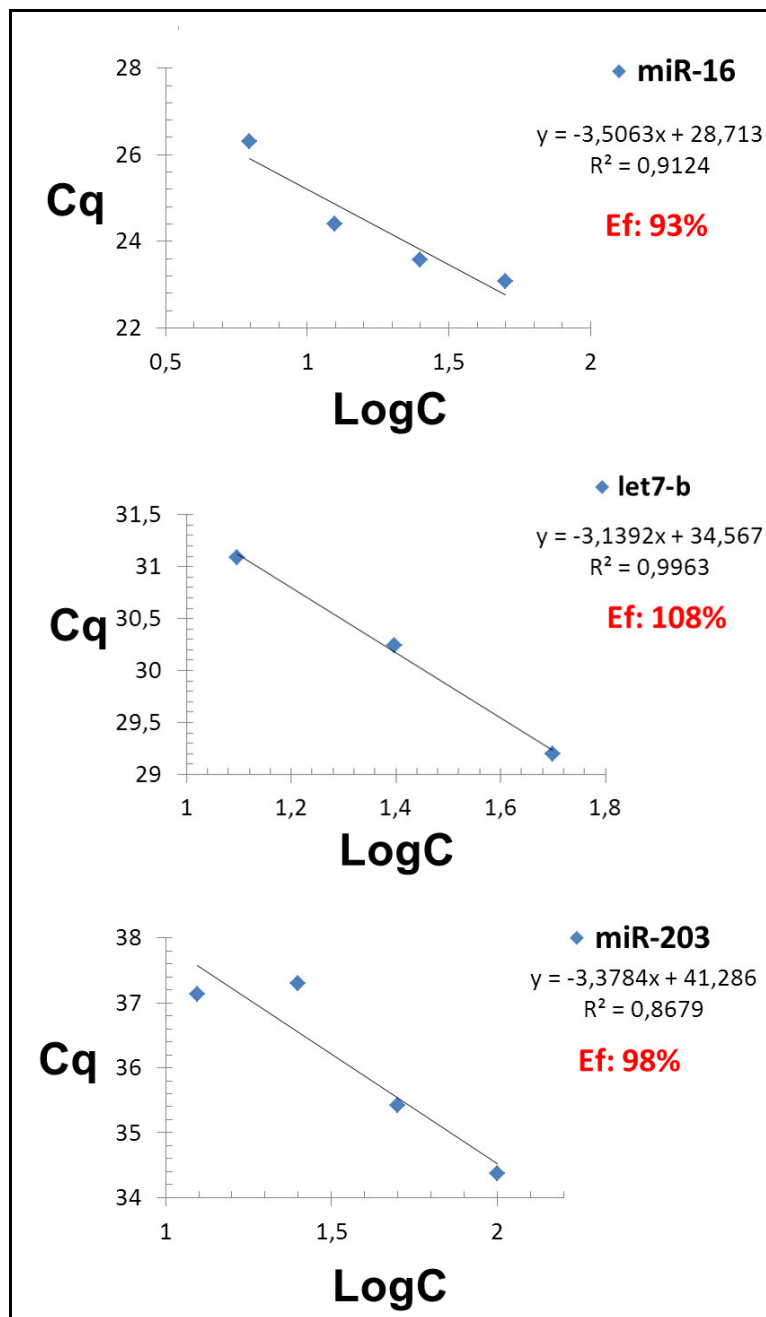 miR-16
y = -3,5063x + 28,713
R² = 0,9124
Ef: 93%
Cq
28
26
24
22
0,5 1 1,5 2
LogC
let7-b
y = -3,1392x + 34,567
R² = 0,9963
Ef: 108%
Cq
31,5
31
30,5
30
29,5
29
1 1,2 1,4 1,6 1,8
LogC
miR-203
y = -3,3784x + 41,286
R² = 0,8679
Ef: 98%
Cq
38
37
36
35
34
1 1,5 2
LogC